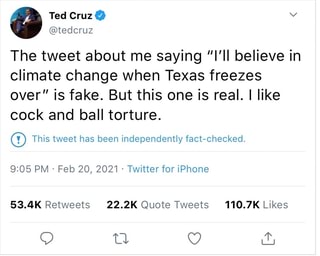 Ted Cruz
@tedcruz
The tweet about me saying “I’ll believe in
climate change when Texas freezes
over” is fake. But this one is real. I like
cock and ball torture.
This tweet has been independently fact-checked.
9:05 PM · Feb 20, 2021 · Twitter for iPhone
53.4K Retweets 22.2K Quote Tweets 110.7K Likes